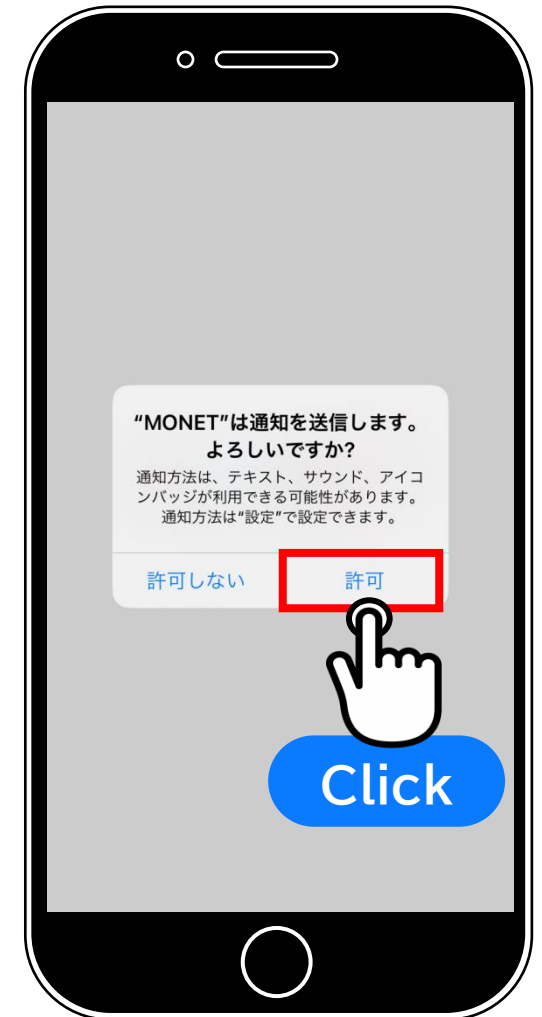 “MONET”は通知を送信します。
よろしいですか?
通知方法は、テキスト、サウンド、アイコ
ンバッジが利用できる可能性があります。
通知方法は“設定”で設定できます。
許可しない 許可
Click